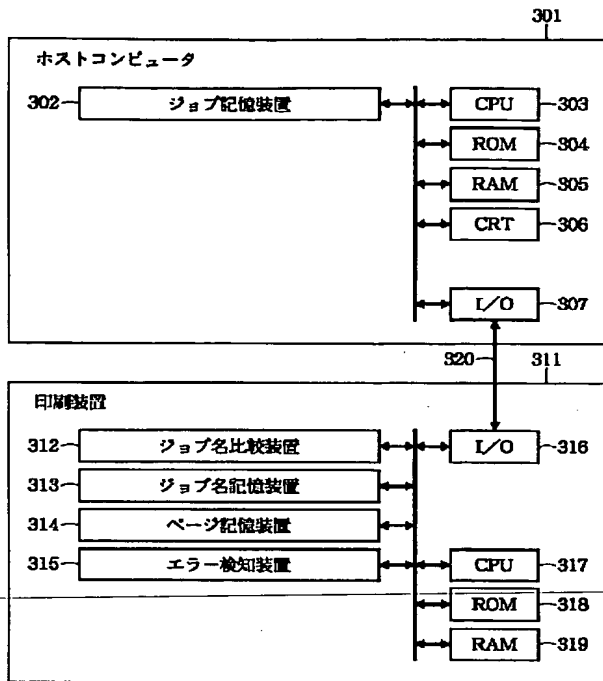 301
ホストコンピュータ
302 ジョブ記憶装置 CPU 303
ROM 304
RAM 305
CRT 306
I/O 307
320 311
印刷装置
312 ジョブ名比較装置 I/O 316
313 ジョブ名記憶装置
314 ページ記憶装置
315 エラー検知装置 CPU 317
ROM 318
RAM 319